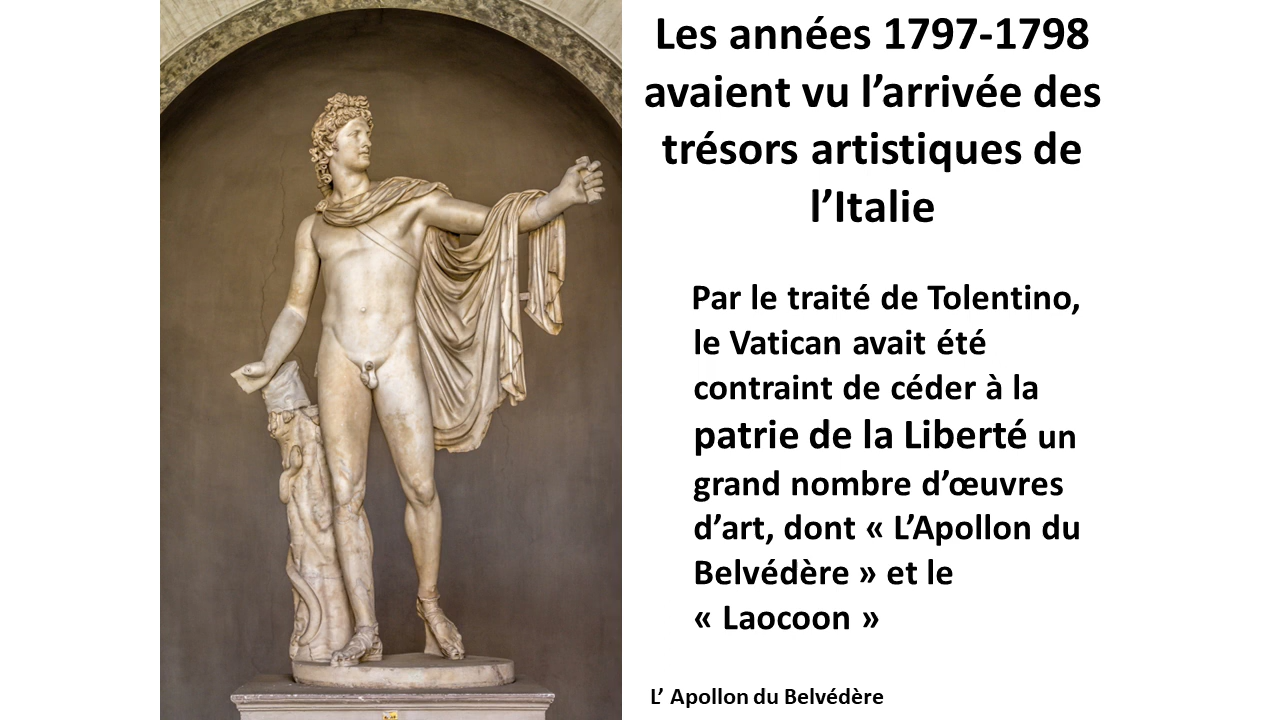 Les années 1797-1798
avaient vu l’arrivée des
trésors artistiques de
l’Italie
Par le traité de Tolentino,
le Vatican avait été
contraint de céder à la
patrie de la Liberté un
grand nombre d’œuvres
d’art, dont « L’Apollon du
Belvédère » et le
« Laocoon »
L’ Apollon du Belvédère